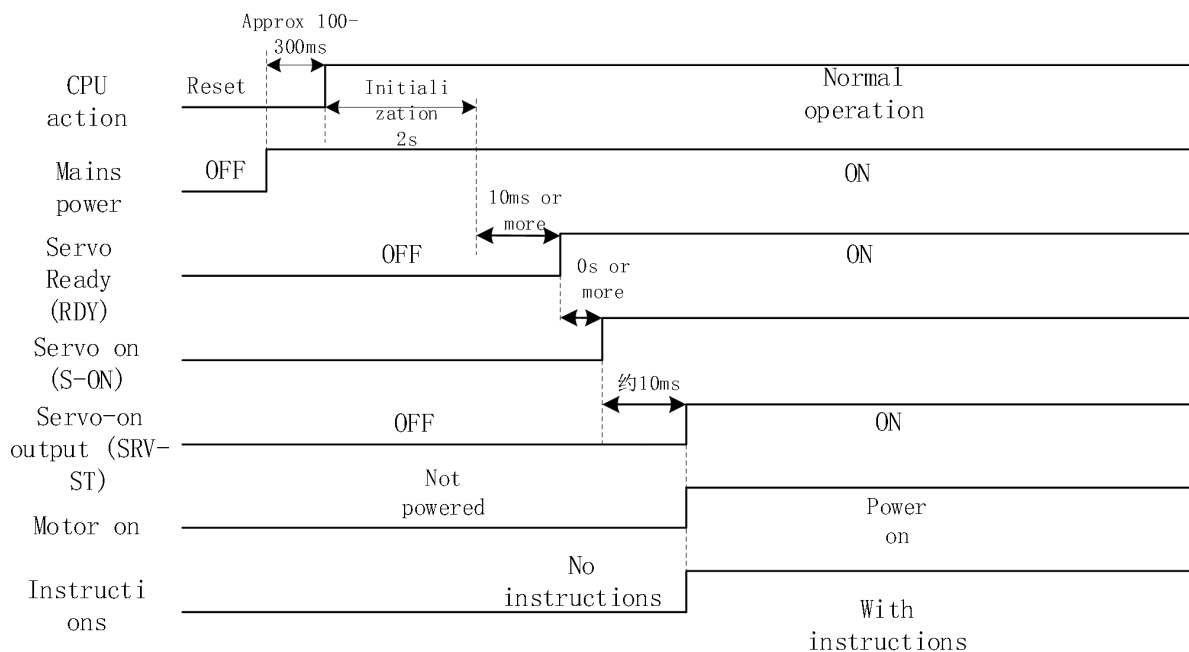 Approx 100-
300ms
CPU
action
Reset
Initiali
zation
2s
Normal
operation
Mains
power
OFF
ON
10ms or
more
Servo
Ready
(RDY)
OFF
ON
0s or
more
Servo on
(S-ON)
约10ms
Servo-on
output (SRV-
ST)
OFF
ON
Motor on
Not
powered
Power
on
Instructi
ons
No
instructions
With
instructions